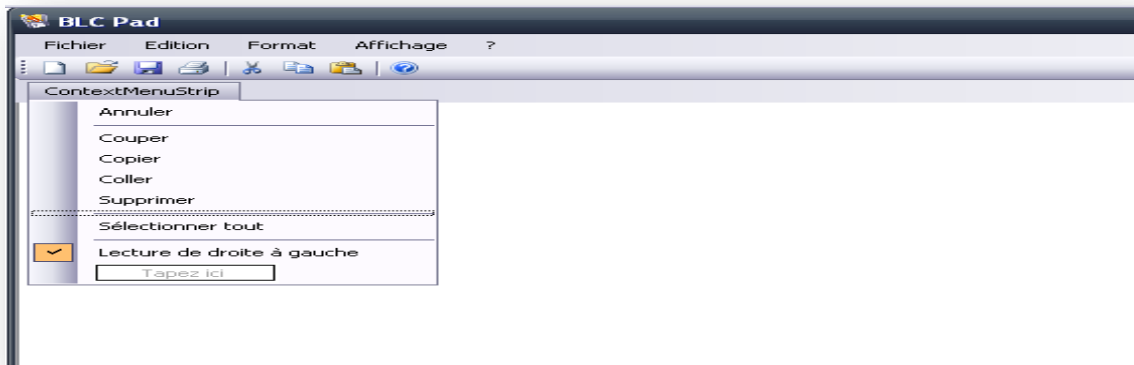 BLC Pad
Fichier Edition Format Affichage ?
ContextMenuStrip
Annuler
Couper
Copier
Coller
Supprimer
Sélectionner tout
Lecture de droite à gauche
Tapez ici